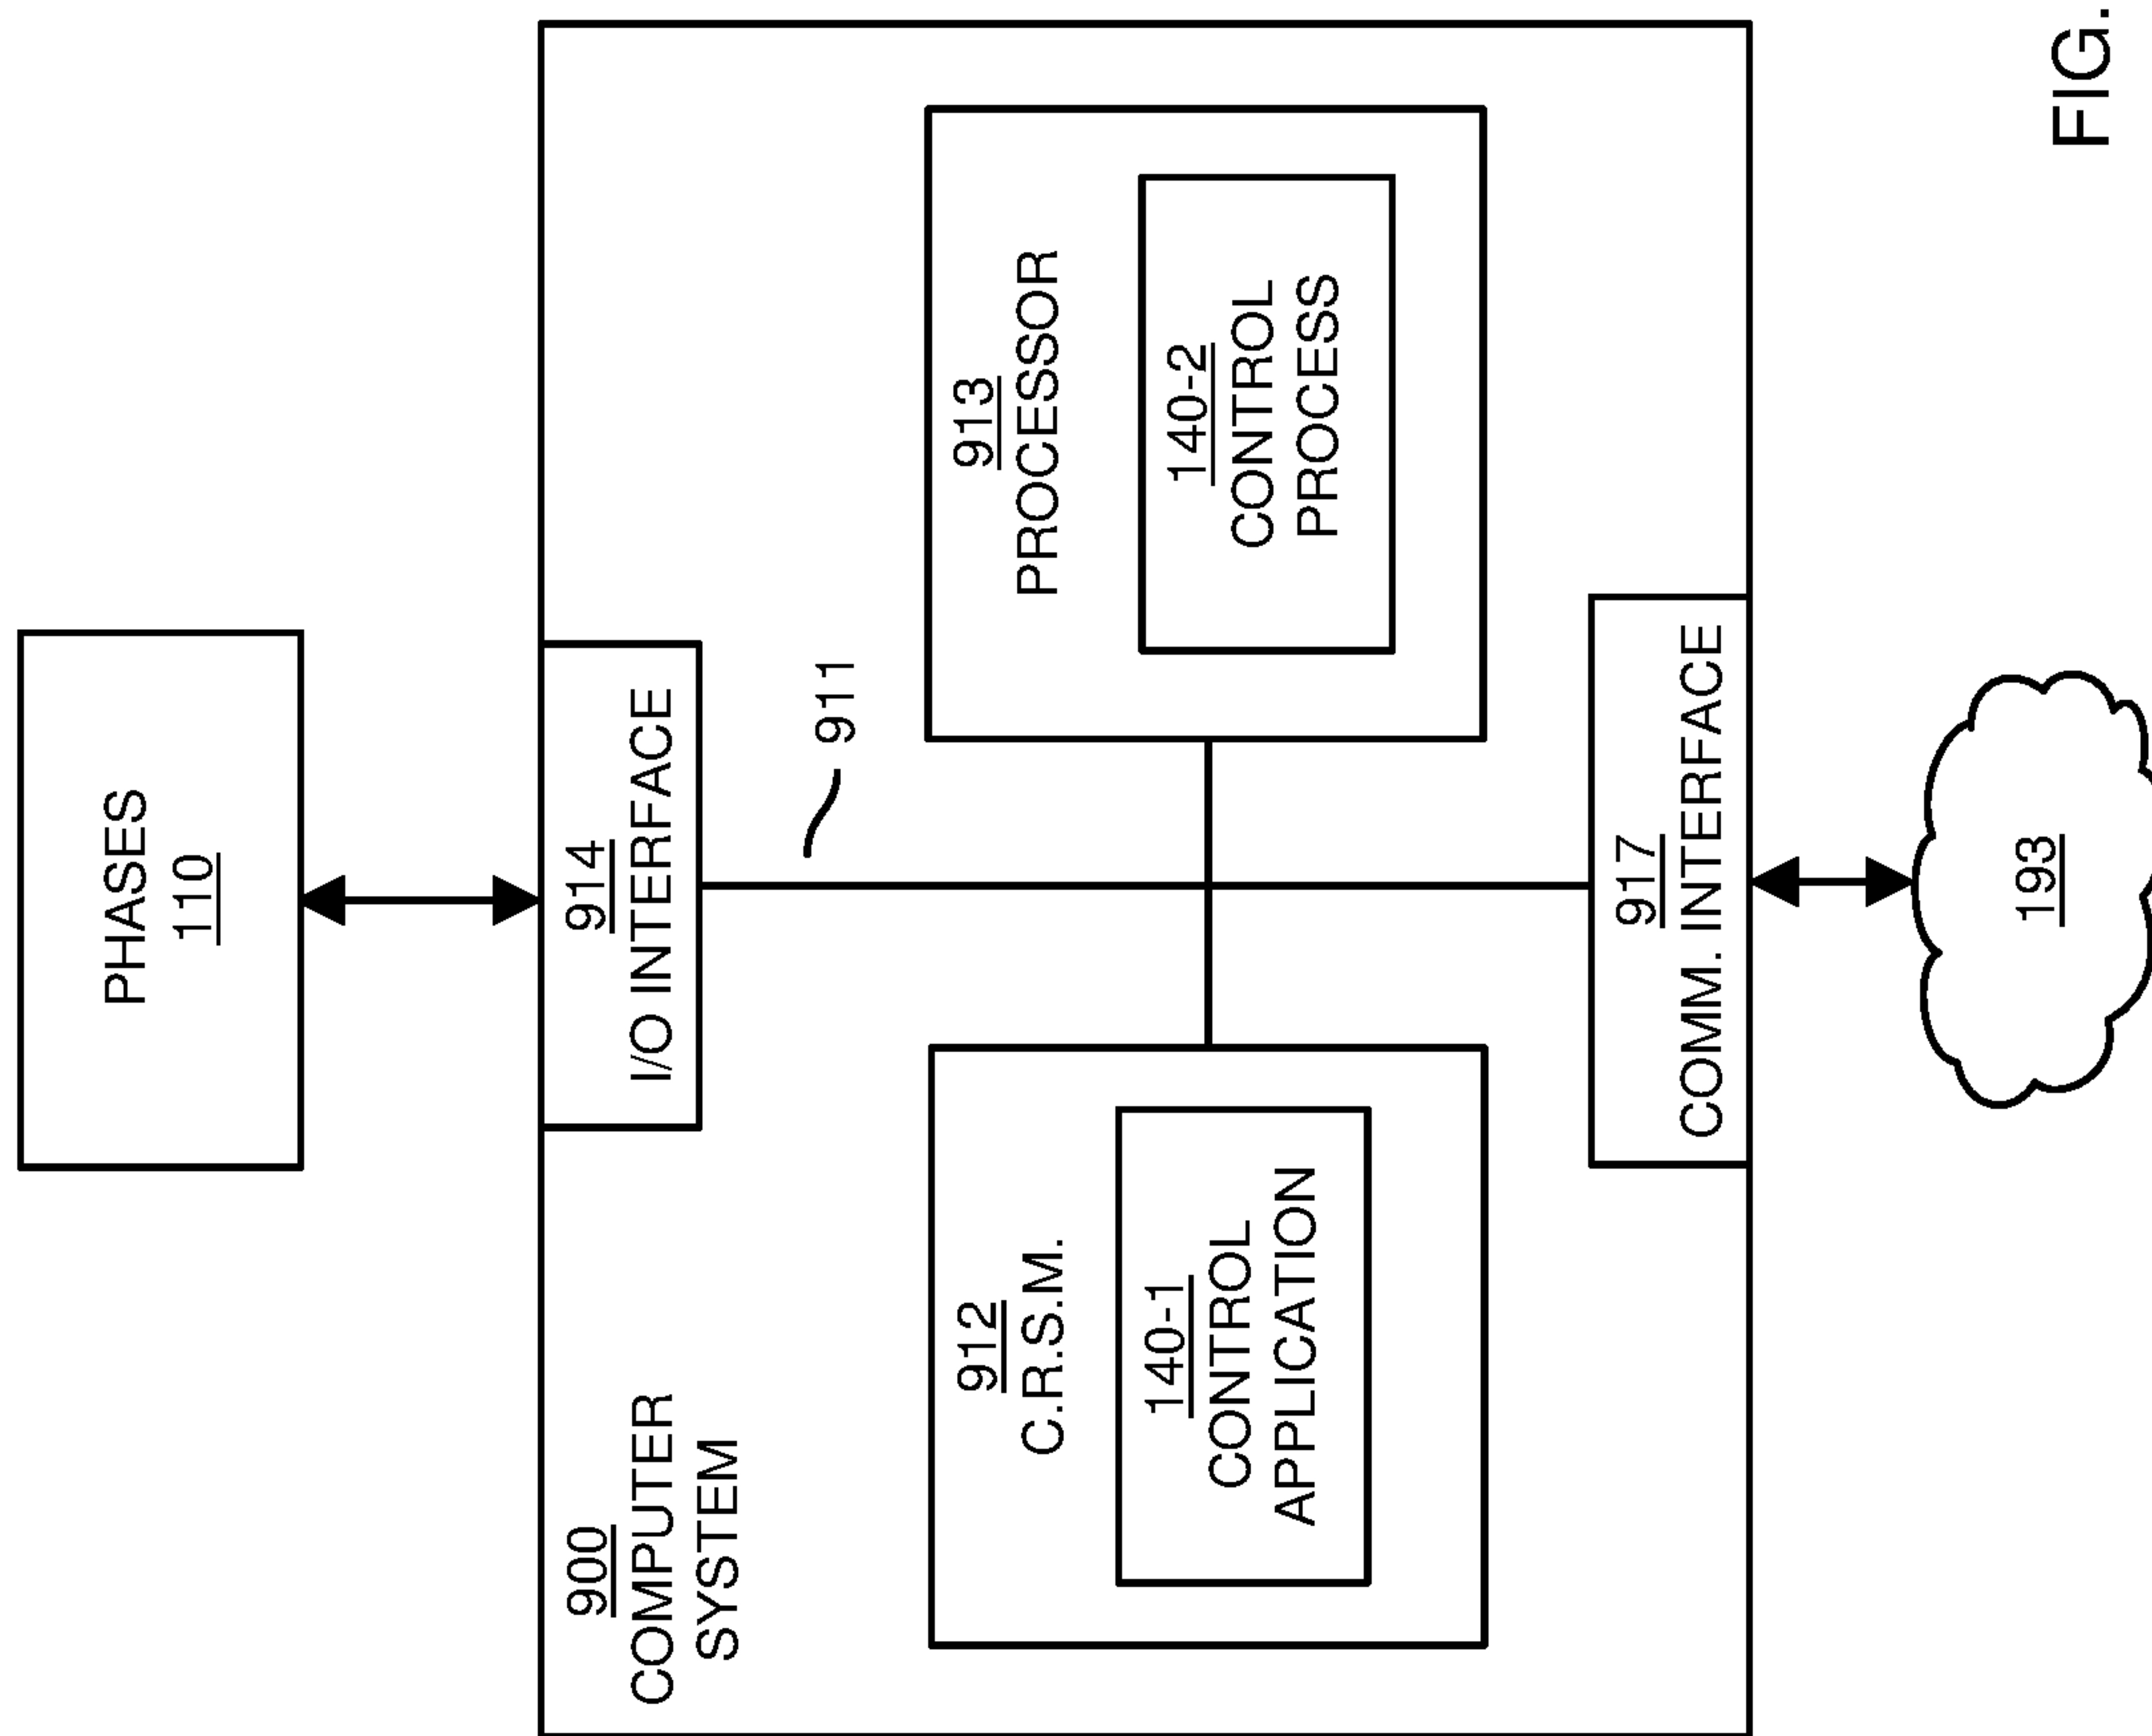 PHASES
110
900
COMPUTER
SYSTEM
914
I/O INTERFACE
911
912
C.R.S.M.
140-1
CONTROL
APPLICATION
913
PROCESSOR
140-2
CONTROL
PROCESS
917
COMM. INTERFACE
193
FIG.